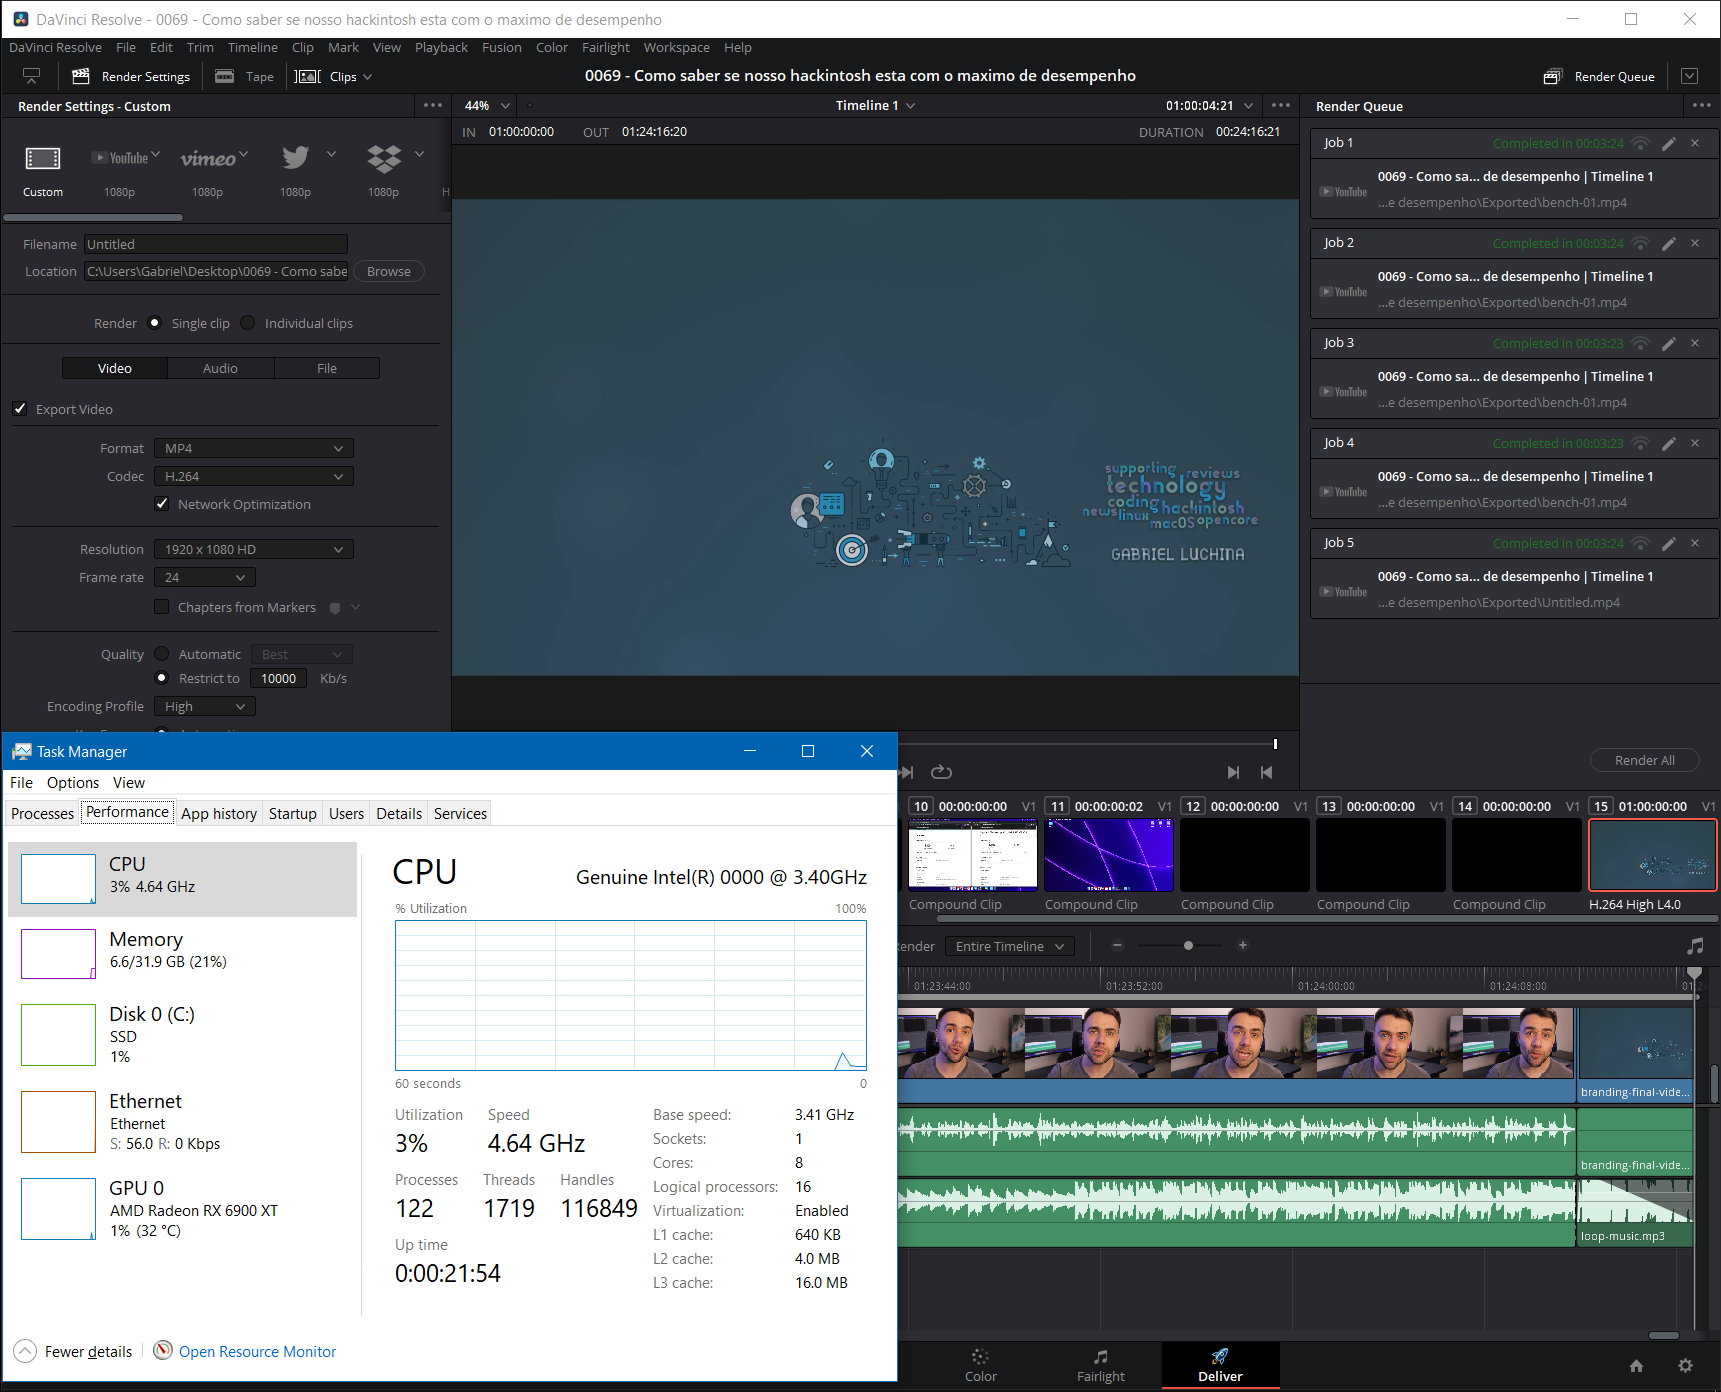 DaVinci Resolve - 0069 - Como saber se nosso hackintosh esta com o maximo de desempenho
DaVinci Resolve File Edit Trim Timeline Clip Mark View Playback Fusion Color Fairlight Workspace Help
Render Settings Tape Clips 0069 - Como saber se nosso hackintosh esta com o maximo de desempenho Render Queue
Render Settings - Custom
44% Timeline 1 01:00:04:21
IN 01:00:00:00 OUT 01:24:16:20 DURATION 00:24:16:21
YouTube vimeo
Custom 1080p 1080p 1080p 1080p H
Filename Untitled
Location C:\Users\Gabriel\Desktop\0069 - Como sabe Browse
Render Single clip Individual clips
Video Audio File
Export Video
Format MP4
Codec H.264
Network Optimization
Resolution 1920 x 1080 HD
Frame rate 24
Chapters from Markers
Quality Automatic Best
Restrict to 10000 Kb/s
Encoding Profile High
supporting reviews
technology
coding hackintosh
news linux macOS opencore
GABRIEL LUCHINA
Render Queue
Job 1 Completed in 00:03:24
0069 - Como sa... de desempenho | Timeline 1
YouTube ...e desempenho\Exported\bench-01.mp4
Job 2 Completed in 00:03:24
0069 - Como sa... de desempenho | Timeline 1
YouTube ...e desempenho\Exported\bench-01.mp4
Job 3 Completed in 00:03:23
0069 - Como sa... de desempenho | Timeline 1
YouTube ...e desempenho\Exported\bench-01.mp4
Job 4 Completed in 00:03:23
0069 - Como sa... de desempenho | Timeline 1
YouTube ...e desempenho\Exported\bench-01.mp4
Job 5 Completed in 00:03:24
0069 - Como sa... de desempenho | Timeline 1
YouTube ...e desempenho\Exported\Untitled.mp4
Render All
Task Manager
File Options View
Processes Performance App history Startup Users Details Services
CPU
3% 4.64 GHz
Memory
6.6/31.9 GB (21%)
Disk 0 (C:)
SSD
1%
Ethernet
Ethernet
S: 56.0 R: 0 Kbps
GPU 0
AMD Radeon RX 6900 XT
1% (32 °C)
CPU Genuine Intel(R) 0000 @ 3.40GHz
% Utilization 100%
60 seconds 0
Utilization Speed
3% 4.64 GHz
Processes Threads Handles
122 1719 116849
Up time
0:00:21:54
Base speed: 3.41 GHz
Sockets: 1
Cores: 8
Logical processors: 16
Virtualization: Enabled
L1 cache: 640 KB
L2 cache: 4.0 MB
L3 cache: 16.0 MB
Fewer details Open Resource Monitor
10 00:00:00:00 V1 11 00:00:00:02 V1 12 00:00:00:00 V1 13 00:00:00:00 V1 14 00:00:00:00 V1 15 01:00:00:00 V1
Compound Clip Compound Clip Compound Clip Compound Clip Compound Clip H.264 High L4.0
ender Entire Timeline
01:23:44:00 01:23:52:00 01:24:00:00 01:24:08:00
branding-final-vide...
branding-final-vide...
loop-music.mp3
Color Fairlight Deliver